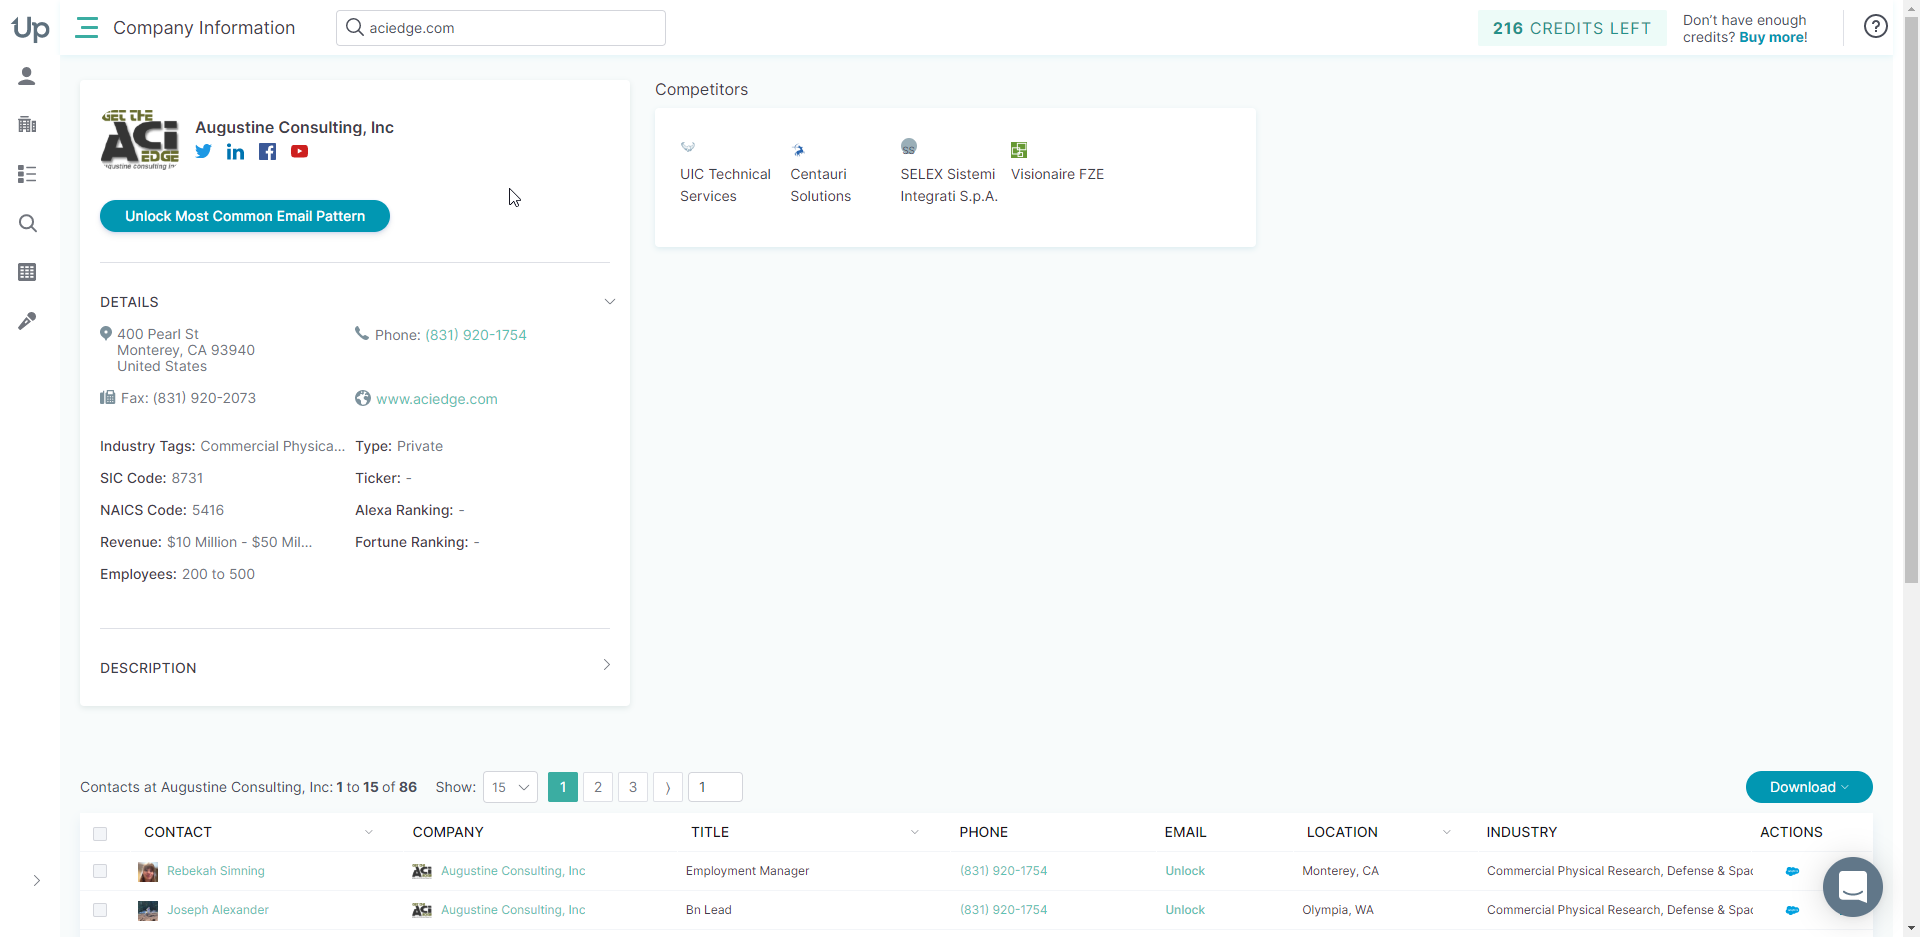 Up
Company Information
aciedge.com
216 CREDITS LEFT
Don't have enough
credits? Buy more!
GET THE
ACi
EDGE
augustine consulting inc
Augustine Consulting, Inc
Unlock Most Common Email Pattern
DETAILS
400 Pearl St
Monterey, CA 93940
United States
Phone: (831) 920-1754
Fax: (831) 920-2073
www.aciedge.com
Industry Tags: Commercial Physica...
Type: Private
SIC Code: 8731
Ticker: -
NAICS Code: 5416
Alexa Ranking: -
Revenue: $10 Million - $50 Mil...
Fortune Ranking: -
Employees: 200 to 500
DESCRIPTION
Competitors
UIC Technical
Services
Centauri
Solutions
SS
SELEX Sistemi
Integrati S.p.A.
Visionaire FZE
Contacts at Augustine Consulting, Inc: 1 to 15 of 86 Show: 15 1 2 3 1 Download
CONTACT COMPANY TITLE PHONE EMAIL LOCATION INDUSTRY ACTIONS
Rebekah Simning ACi Augustine Consulting, Inc Employment Manager (831) 920-1754 Unlock Monterey, CA Commercial Physical Research, Defense & Spac
Joseph Alexander ACi Augustine Consulting, Inc Bn Lead (831) 920-1754 Unlock Olympia, WA Commercial Physical Research, Defense & Spac